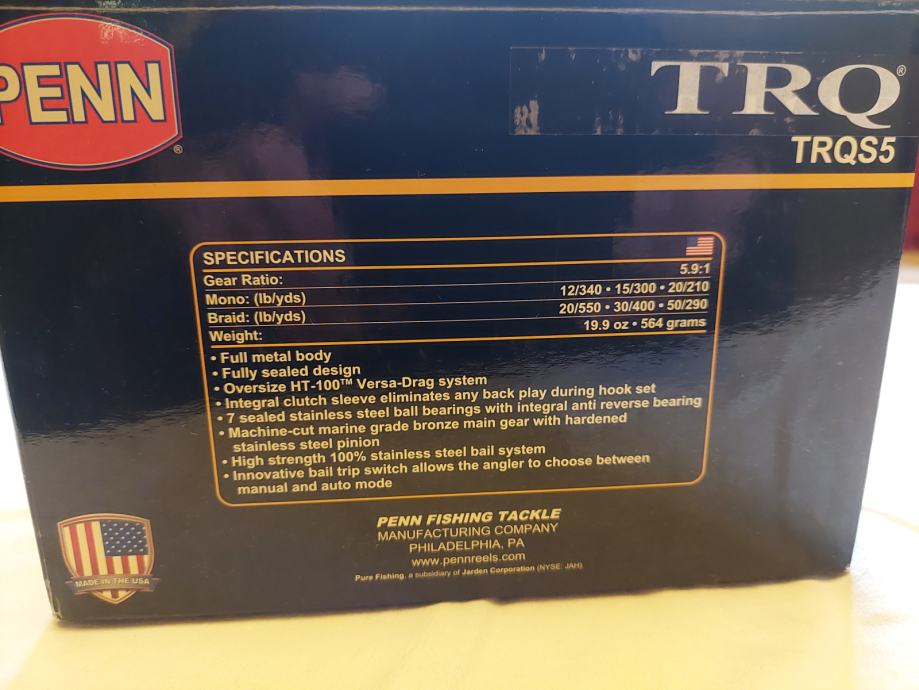 PENN®
TRQ®
TRQS5
SPECIFICATIONS
Gear Ratio: 5.9:1
Mono: (lb/yds) 12/340 • 15/300 • 20/210
Braid: (lb/yds) 20/550 • 30/400 • 50/290
Weight: 19.9 oz • 564 grams
• Full metal body
• Fully sealed design
• Oversize HT-100™ Versa-Drag system
• Integral clutch sleeve eliminates any back play during hook set
• 7 sealed stainless steel ball bearings with integral anti reverse bearing
• Machine-cut marine grade bronze main gear with hardened
stainless steel pinion
• High strength 100% stainless steel bail system
• Innovative bail trip switch allows the angler to choose between
manual and auto mode
PENN FISHING TACKLE
MANUFACTURING COMPANY
PHILADELPHIA, PA
www.pennreels.com
Pure Fishing, a subsidiary of Jarden Corporation (NYSE: JAH)
MADE IN THE USA